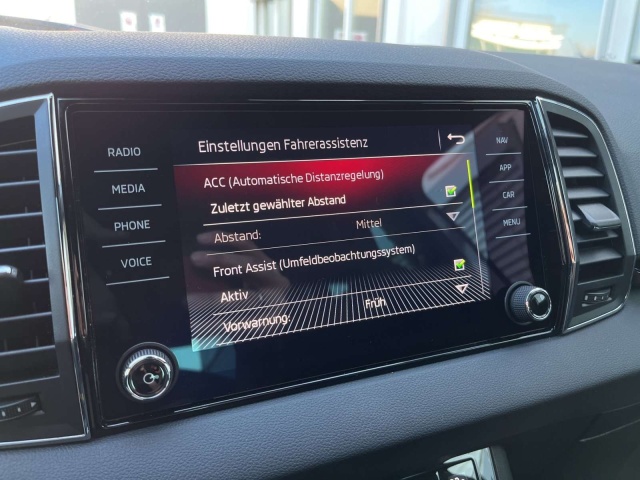 Einstellungen Fahrerassistenz
ACC (Automatische Distanzregelung)
Zuletzt gewählter Abstand
Abstand: Mittel
Front Assist (Umfeldbeobachtungssystem)
Aktiv
Vorwarnung: Früh
RADIO
MEDIA
PHONE
VOICE
NAV
APP
CAR
MENU